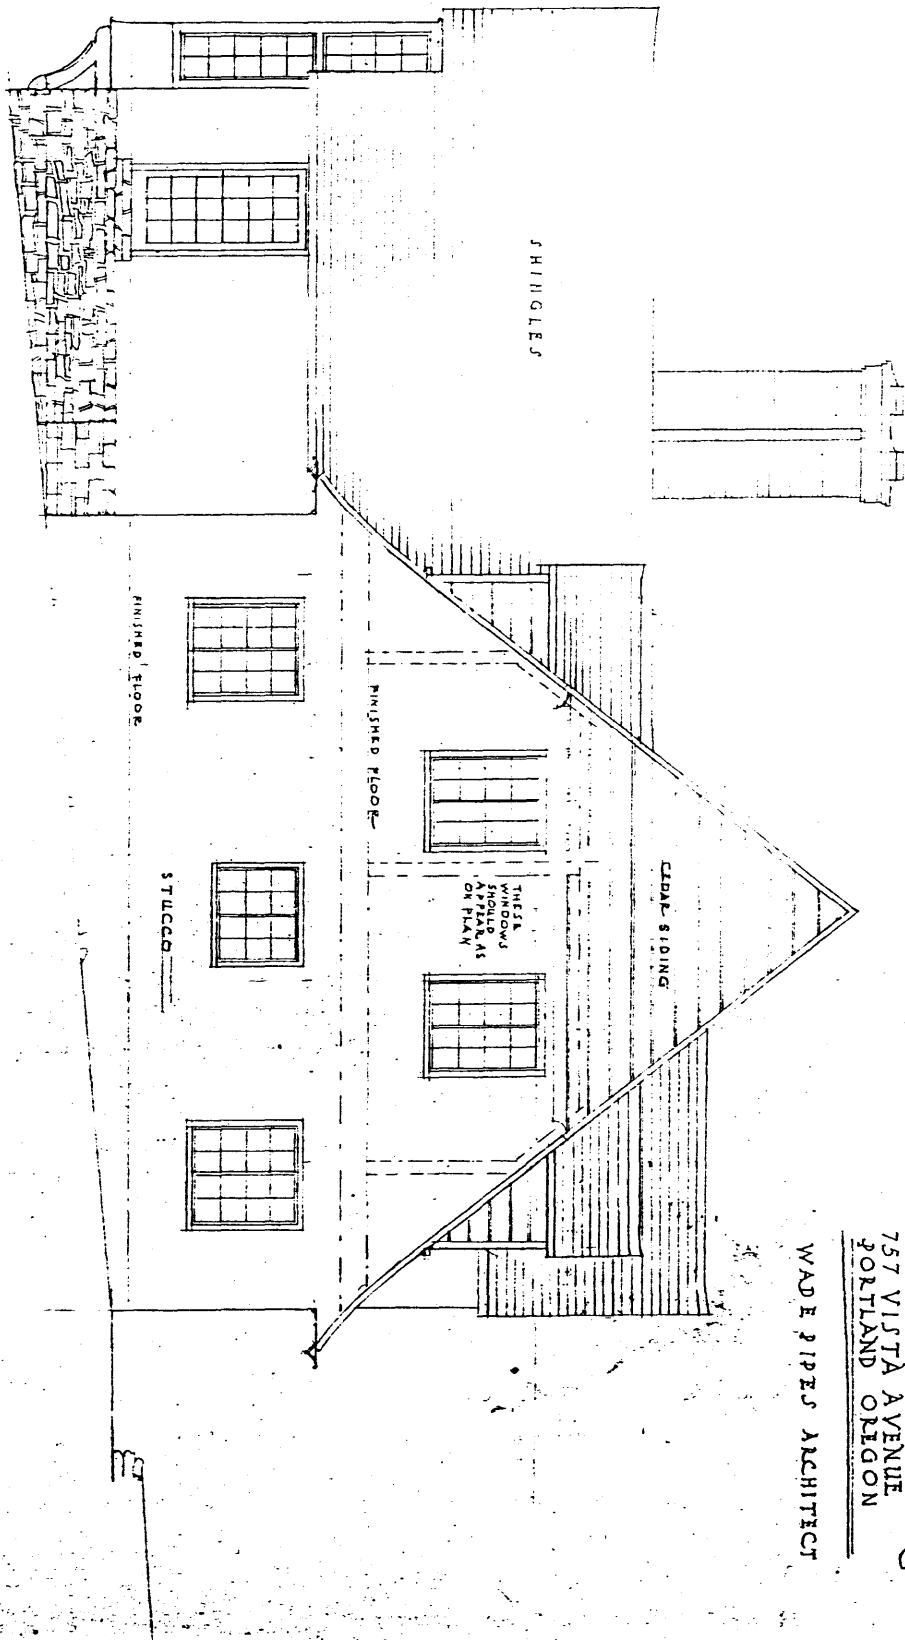 757 VISTA AVENUE
PORTLAND OREGON
WADE PIPES ARCHITECT
SHINGLES
CEDAR SIDING
THESE
WINDOWS
SHOULD
APPEAR AS
ON PLAN
FINISHED FLOOR
FINISHED FLOOR
STUCCO